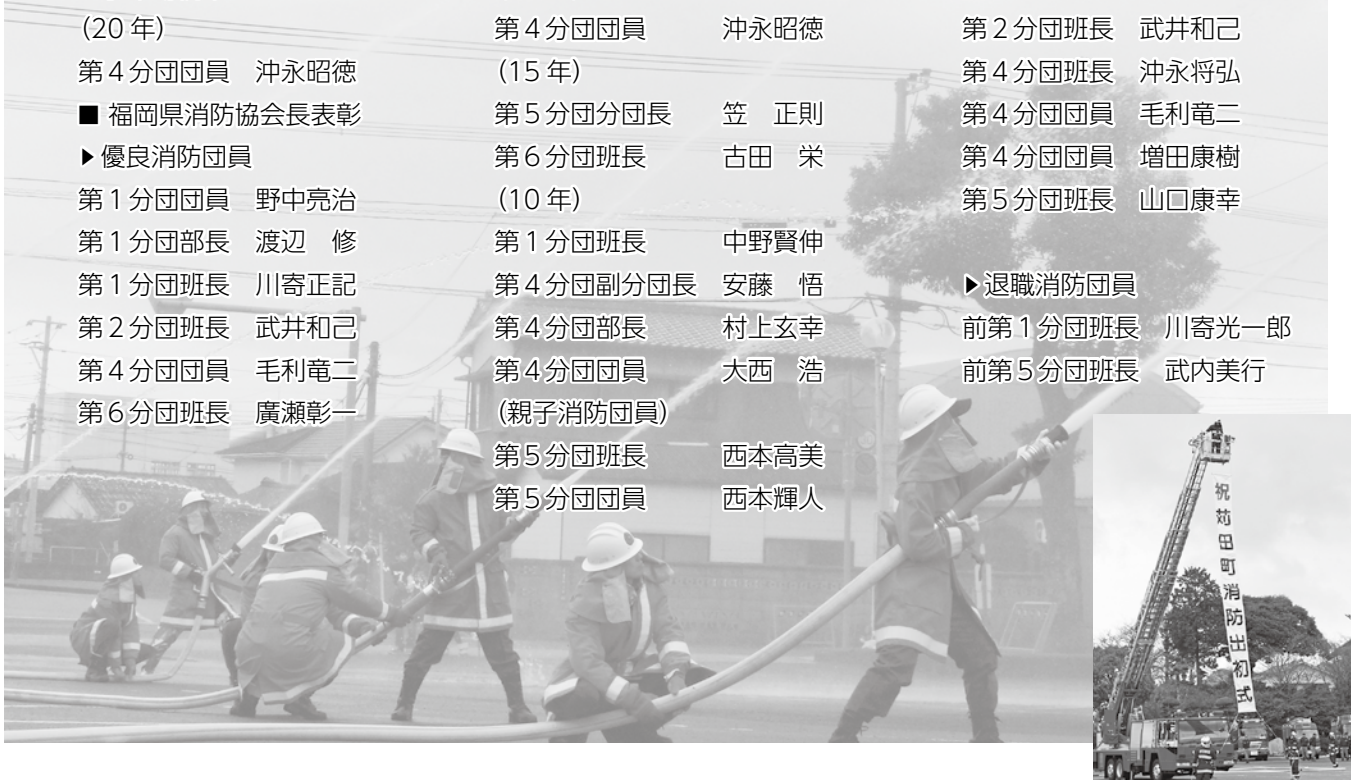 (20年)
第４分団団員　沖永昭徳
■ 福岡県消防協会長表彰
▶優良消防団員
第１分団団員　野中亮治
第１分団部長　渡辺　修
第１分団班長　川寄正記
第２分団班長　武井和己
第４分団団員　毛利竜二
第６分団班長　廣瀬彰一
第４分団団員　沖永昭徳
(15年)
第５分団分団長　笠　正則
第６分団班長　古田　栄
(10年)
第１分団班長　中野賢伸
第４分団副分団長　安藤　悟
第４分団部長　村上玄幸
第４分団団員　大西　浩
(親子消防団員)
第５分団班長　西本高美
第５分団団員　西本輝人
第２分団班長　武井和己
第４分団班長　沖永将弘
第４分団団員　毛利竜二
第４分団団員　増田康樹
第５分団班長　山口康幸
▶退職消防団員
前第１分団班長　川寄光一郎
前第５分団班長　武内美行
祝苅田町消防出初式